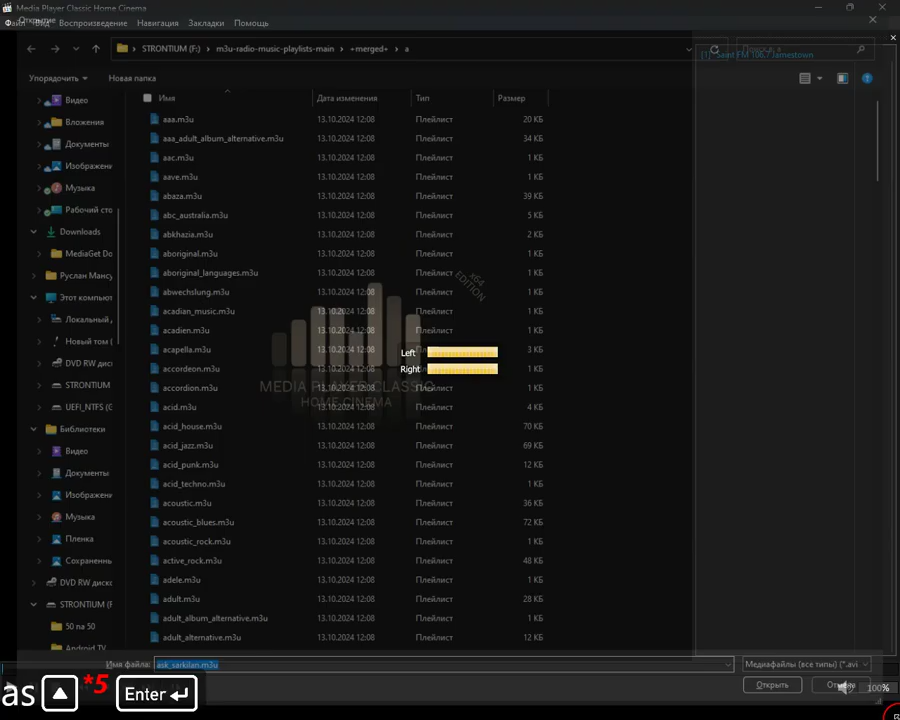 Media Player Classic Home Cinema
Открытие
Файл Вид Воспроизведение Навигация Закладки Помощь
STRONTIUM (F:) › m3u-radio-music-playlists-main › +merged+ › a
Поиск в: a
[1] Saint FM 106.7 Jamestown
Упорядочить Новая папка
Имя Дата изменения Тип Размер
Видео
Вложения
Документы
Изображени
Музыка
Рабочий сто
Downloads
MediaGet Do
Руслан Мансу
Этот компьют
Локальный д
Новый том (
DVD RW дис
STRONTIUM
UEFI_NTFS (
Библиотеки
Видео
Документы
Изображени
Музыка
Пленка
Сохраненны
DVD RW диско
STRONTIUM (F
50 na 50
Android TV
aaa.m3u 13.10.2024 12:08 Плейлист 20 КБ
aaa_adult_album_alternative.m3u 13.10.2024 12:08 Плейлист 34 КБ
aac.m3u 13.10.2024 12:08 Плейлист 1 КБ
aave.m3u 13.10.2024 12:08 Плейлист 1 КБ
abaza.m3u 13.10.2024 12:08 Плейлист 39 КБ
abc_australia.m3u 13.10.2024 12:08 Плейлист 5 КБ
abkhazia.m3u 13.10.2024 12:08 Плейлист 2 КБ
aboriginal.m3u 13.10.2024 12:08 Плейлист 1 КБ
aboriginal_languages.m3u 13.10.2024 12:08 Плейлист 1 КБ
abwechslung.m3u 13.10.2024 12:08 Плейлист 1 КБ
acadian_music.m3u 13.10.2024 12:08 Плейлист 1 КБ
acadien.m3u 13.10.2024 12:08 Плейлист 1 КБ
acapella.m3u 13.10.2024 12:08 Плейлист 3 КБ
accordeon.m3u 13.10.2024 12:08 Плейлист 1 КБ
accordion.m3u 13.10.2024 12:08 Плейлист 1 КБ
acid.m3u 13.10.2024 12:08 Плейлист 4 КБ
acid_house.m3u 13.10.2024 12:08 Плейлист 70 КБ
acid_jazz.m3u 13.10.2024 12:08 Плейлист 6 КБ
acid_punk.m3u 13.10.2024 12:08 Плейлист 12 КБ
acid_techno.m3u 13.10.2024 12:08 Плейлист 1 КБ
acoustic.m3u 13.10.2024 12:08 Плейлист 36 КБ
acoustic_blues.m3u 13.10.2024 12:08 Плейлист 72 КБ
acoustic_rock.m3u 13.10.2024 12:08 Плейлист 1 КБ
active_rock.m3u 13.10.2024 12:08 Плейлист 48 КБ
adele.m3u 13.10.2024 12:08 Плейлист 1 КБ
adult.m3u 13.10.2024 12:08 Плейлист 28 КБ
adult_album_alternative.m3u 13.10.2024 12:08 Плейлист 1 КБ
adult_alternative.m3u 13.10.2024 12:08 Плейлист 12 КБ
x64
EDITION
MEDIA PLAYER CLASSIC
HOME CINEMA
Left
Right
Имя файла: ask_sarkilan.m3u Медиафайлы (все типы) (*.avi
Открыть
100%
as *5 Enter